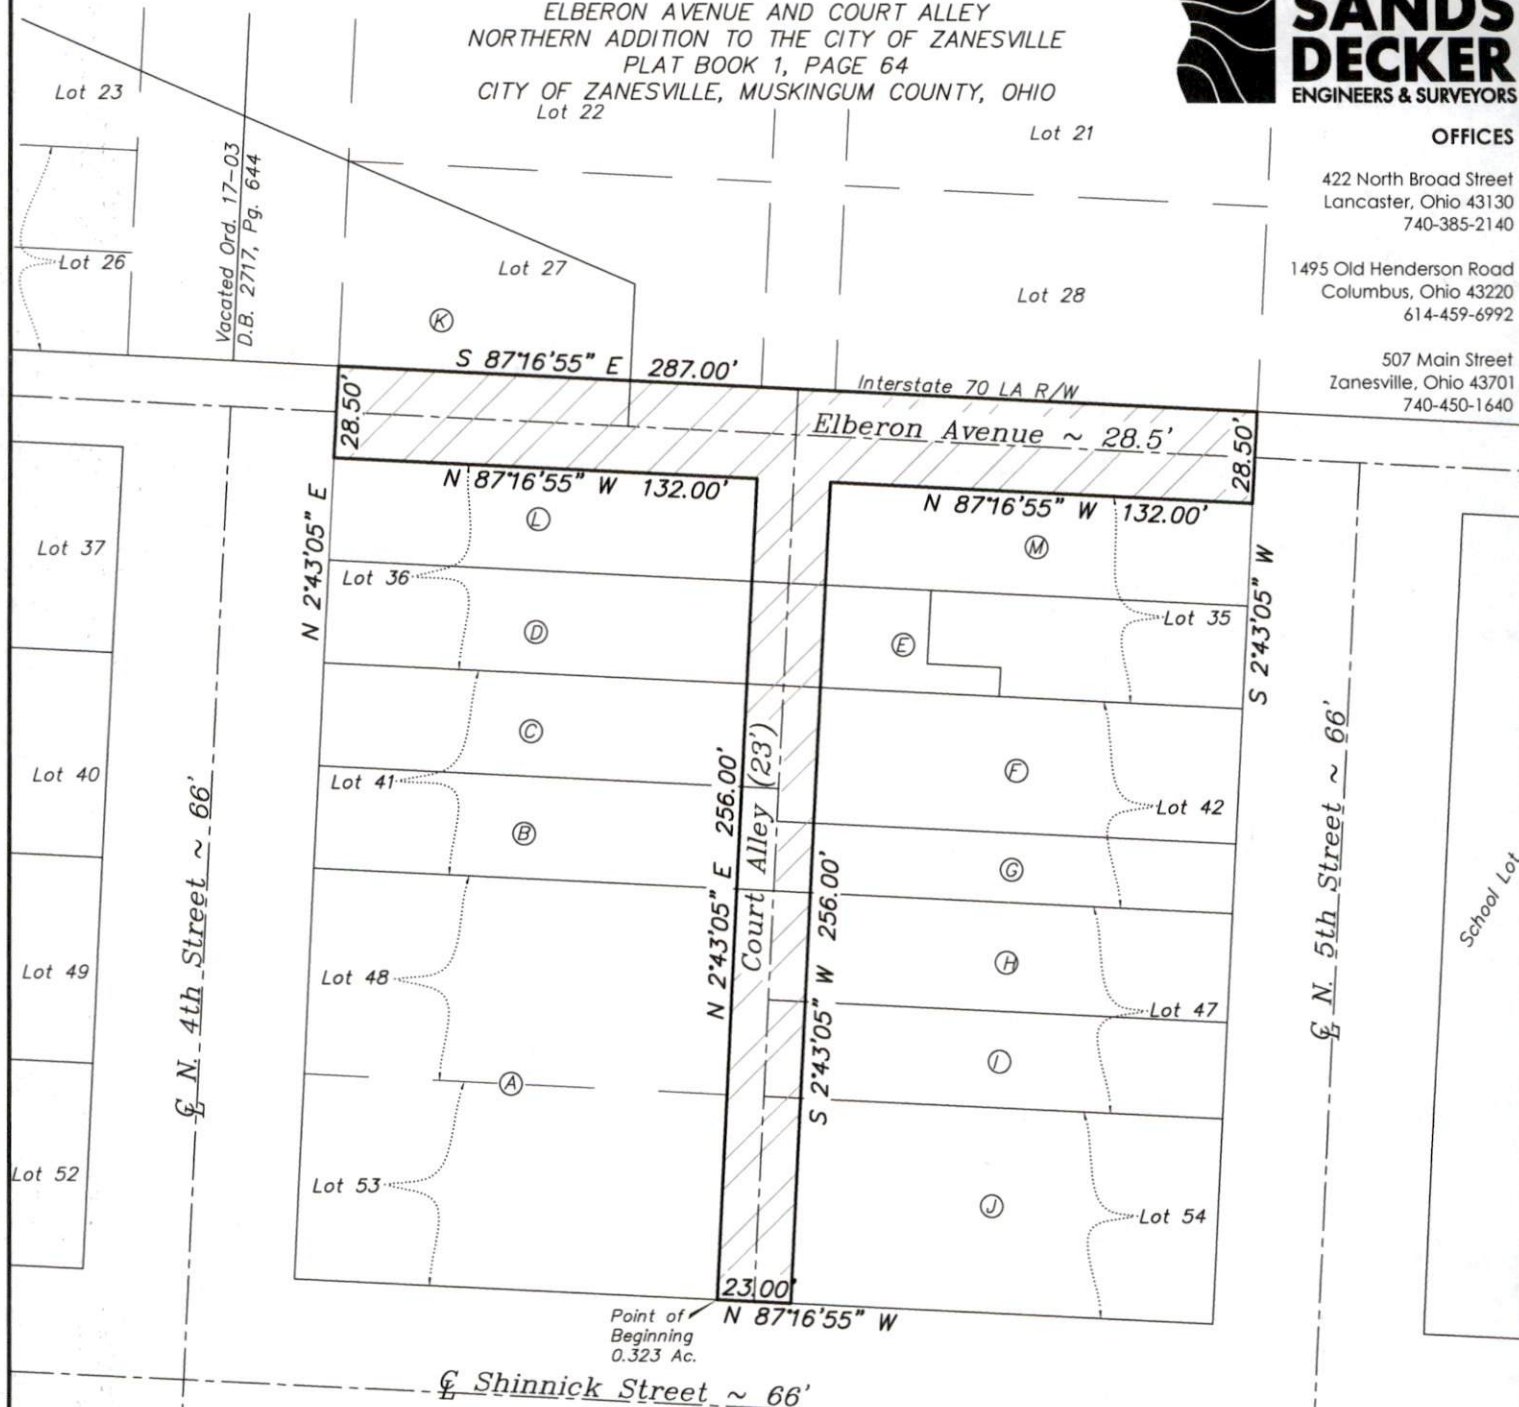 ELBERON AVENUE AND COURT ALLEY
NORTHERN ADDITION TO THE CITY OF ZANESVILLE
PLAT BOOK 1, PAGE 64
CITY OF ZANESVILLE, MUSKINGUM COUNTY, OHIO
SANDS
DECKER
ENGINEERS & SURVEYORS
OFFICES
422 North Broad Street
Lancaster, Ohio 43130
740-385-2140
1495 Old Henderson Road
Columbus, Ohio 43220
614-459-6992
507 Main Street
Zanesville, Ohio 43701
740-450-1640
Lot 23
Lot 22
Lot 21
Vacated Ord. 17-03
D.B. 2717, Pg. 644
Lot 26
Lot 27
Lot 28
K
S 87°16'55" E 287.00'
Interstate 70 LA R/W
28.50'
Elberon Avenue ~ 28.5'
28.50'
N 87°16'55" W 132.00'
N 87°16'55" W 132.00'
N 2°43'05" E
L
M
Lot 37
Lot 36
D
E
Lot 35
S 2°43'05" W
C
F
Lot 40
Lot 41
B
Lot 42
G
Court Alley (23')
N 2°43'05" E 256.00'
S 2°43'05" W 256.00'
℄ N. 4th Street ~ 66'
℄ N. 5th Street ~ 66'
School Lot
Lot 49
Lot 48
H
Lot 47
I
A
Lot 52
Lot 53
J
Lot 54
23.00'
N 87°16'55" W
Point of
Beginning
0.323 Ac.
℄ Shinnick Street ~ 66'